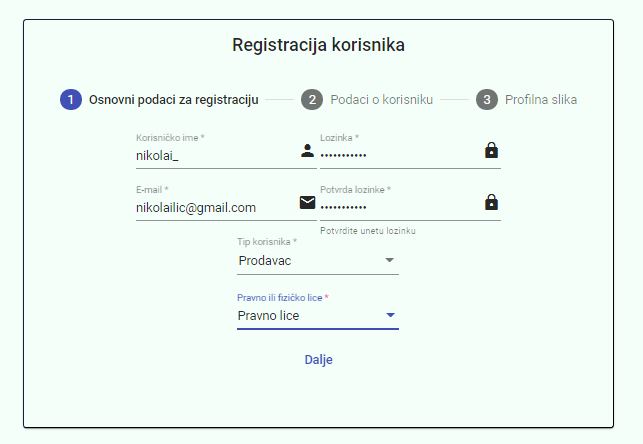 Registracija korisnika
1 Osnovni podaci za registraciju 2 Podaci o korisniku 3 Profilna slika
Korisničko ime * Lozinka *
nikolai_ •••••••••••
E-mail * Potvrda lozinke *
nikolailic@gmail.com •••••••••••
Potvrdite unetu lozinku
Tip korisnika *
Prodavac
Pravno ili fizičko lice *
Pravno lice
Dalje